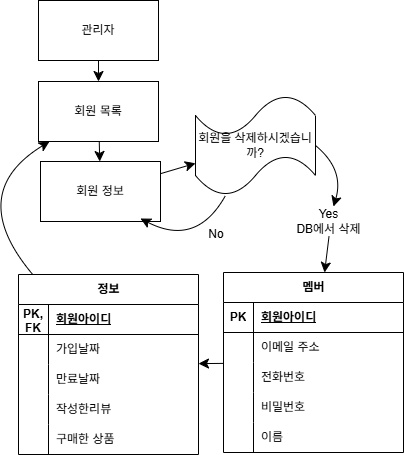 관리자
회원 목록
회원 정보
회원을 삭제하시겠습니
까?
No
Yes
DB에서 삭제
정보
PK,
FK
회원아이디
가입날짜
만료날짜
작성한리뷰
구매한 상품
멤버
PK
회원아이디
이메일 주소
전화번호
비밀번호
이름